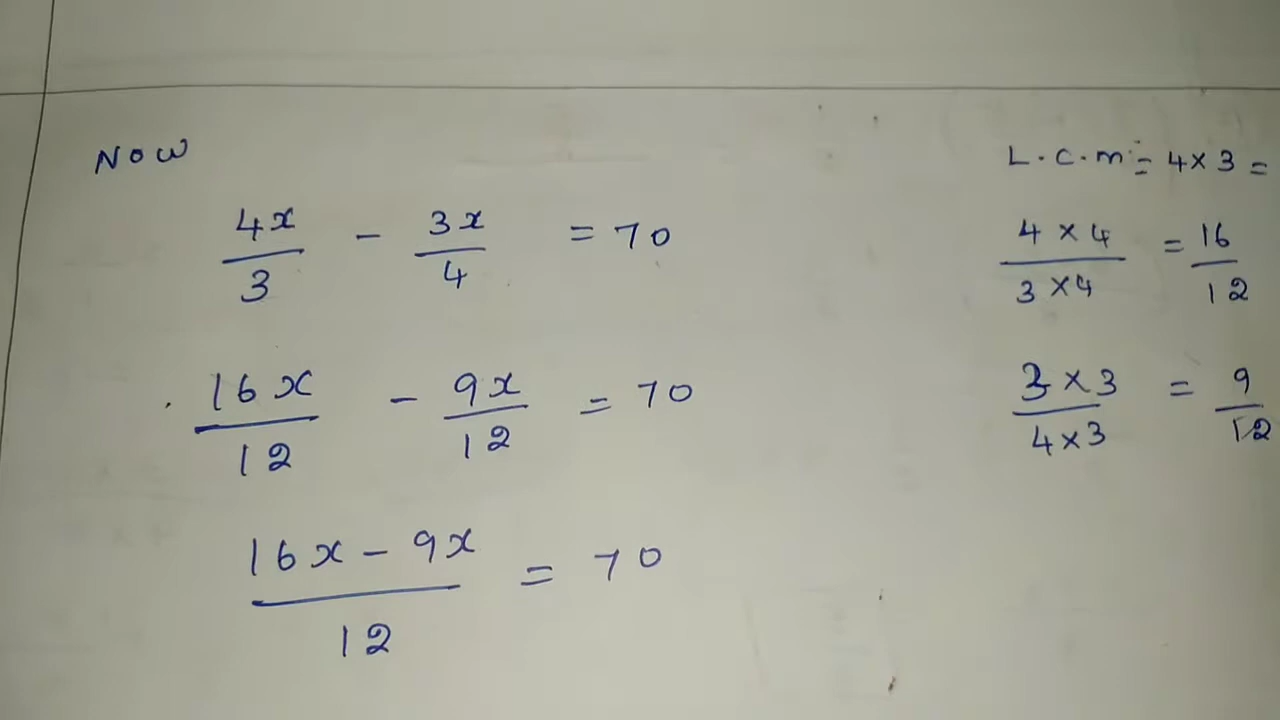 NOW
4x/3 - 3x/4 = 70
16x/12 - 9x/12 = 70
16x - 9x/12 = 70
L.C.m = 4×3 =
4×4/3×4 = 16/12
3×3/4×3 = 9/12